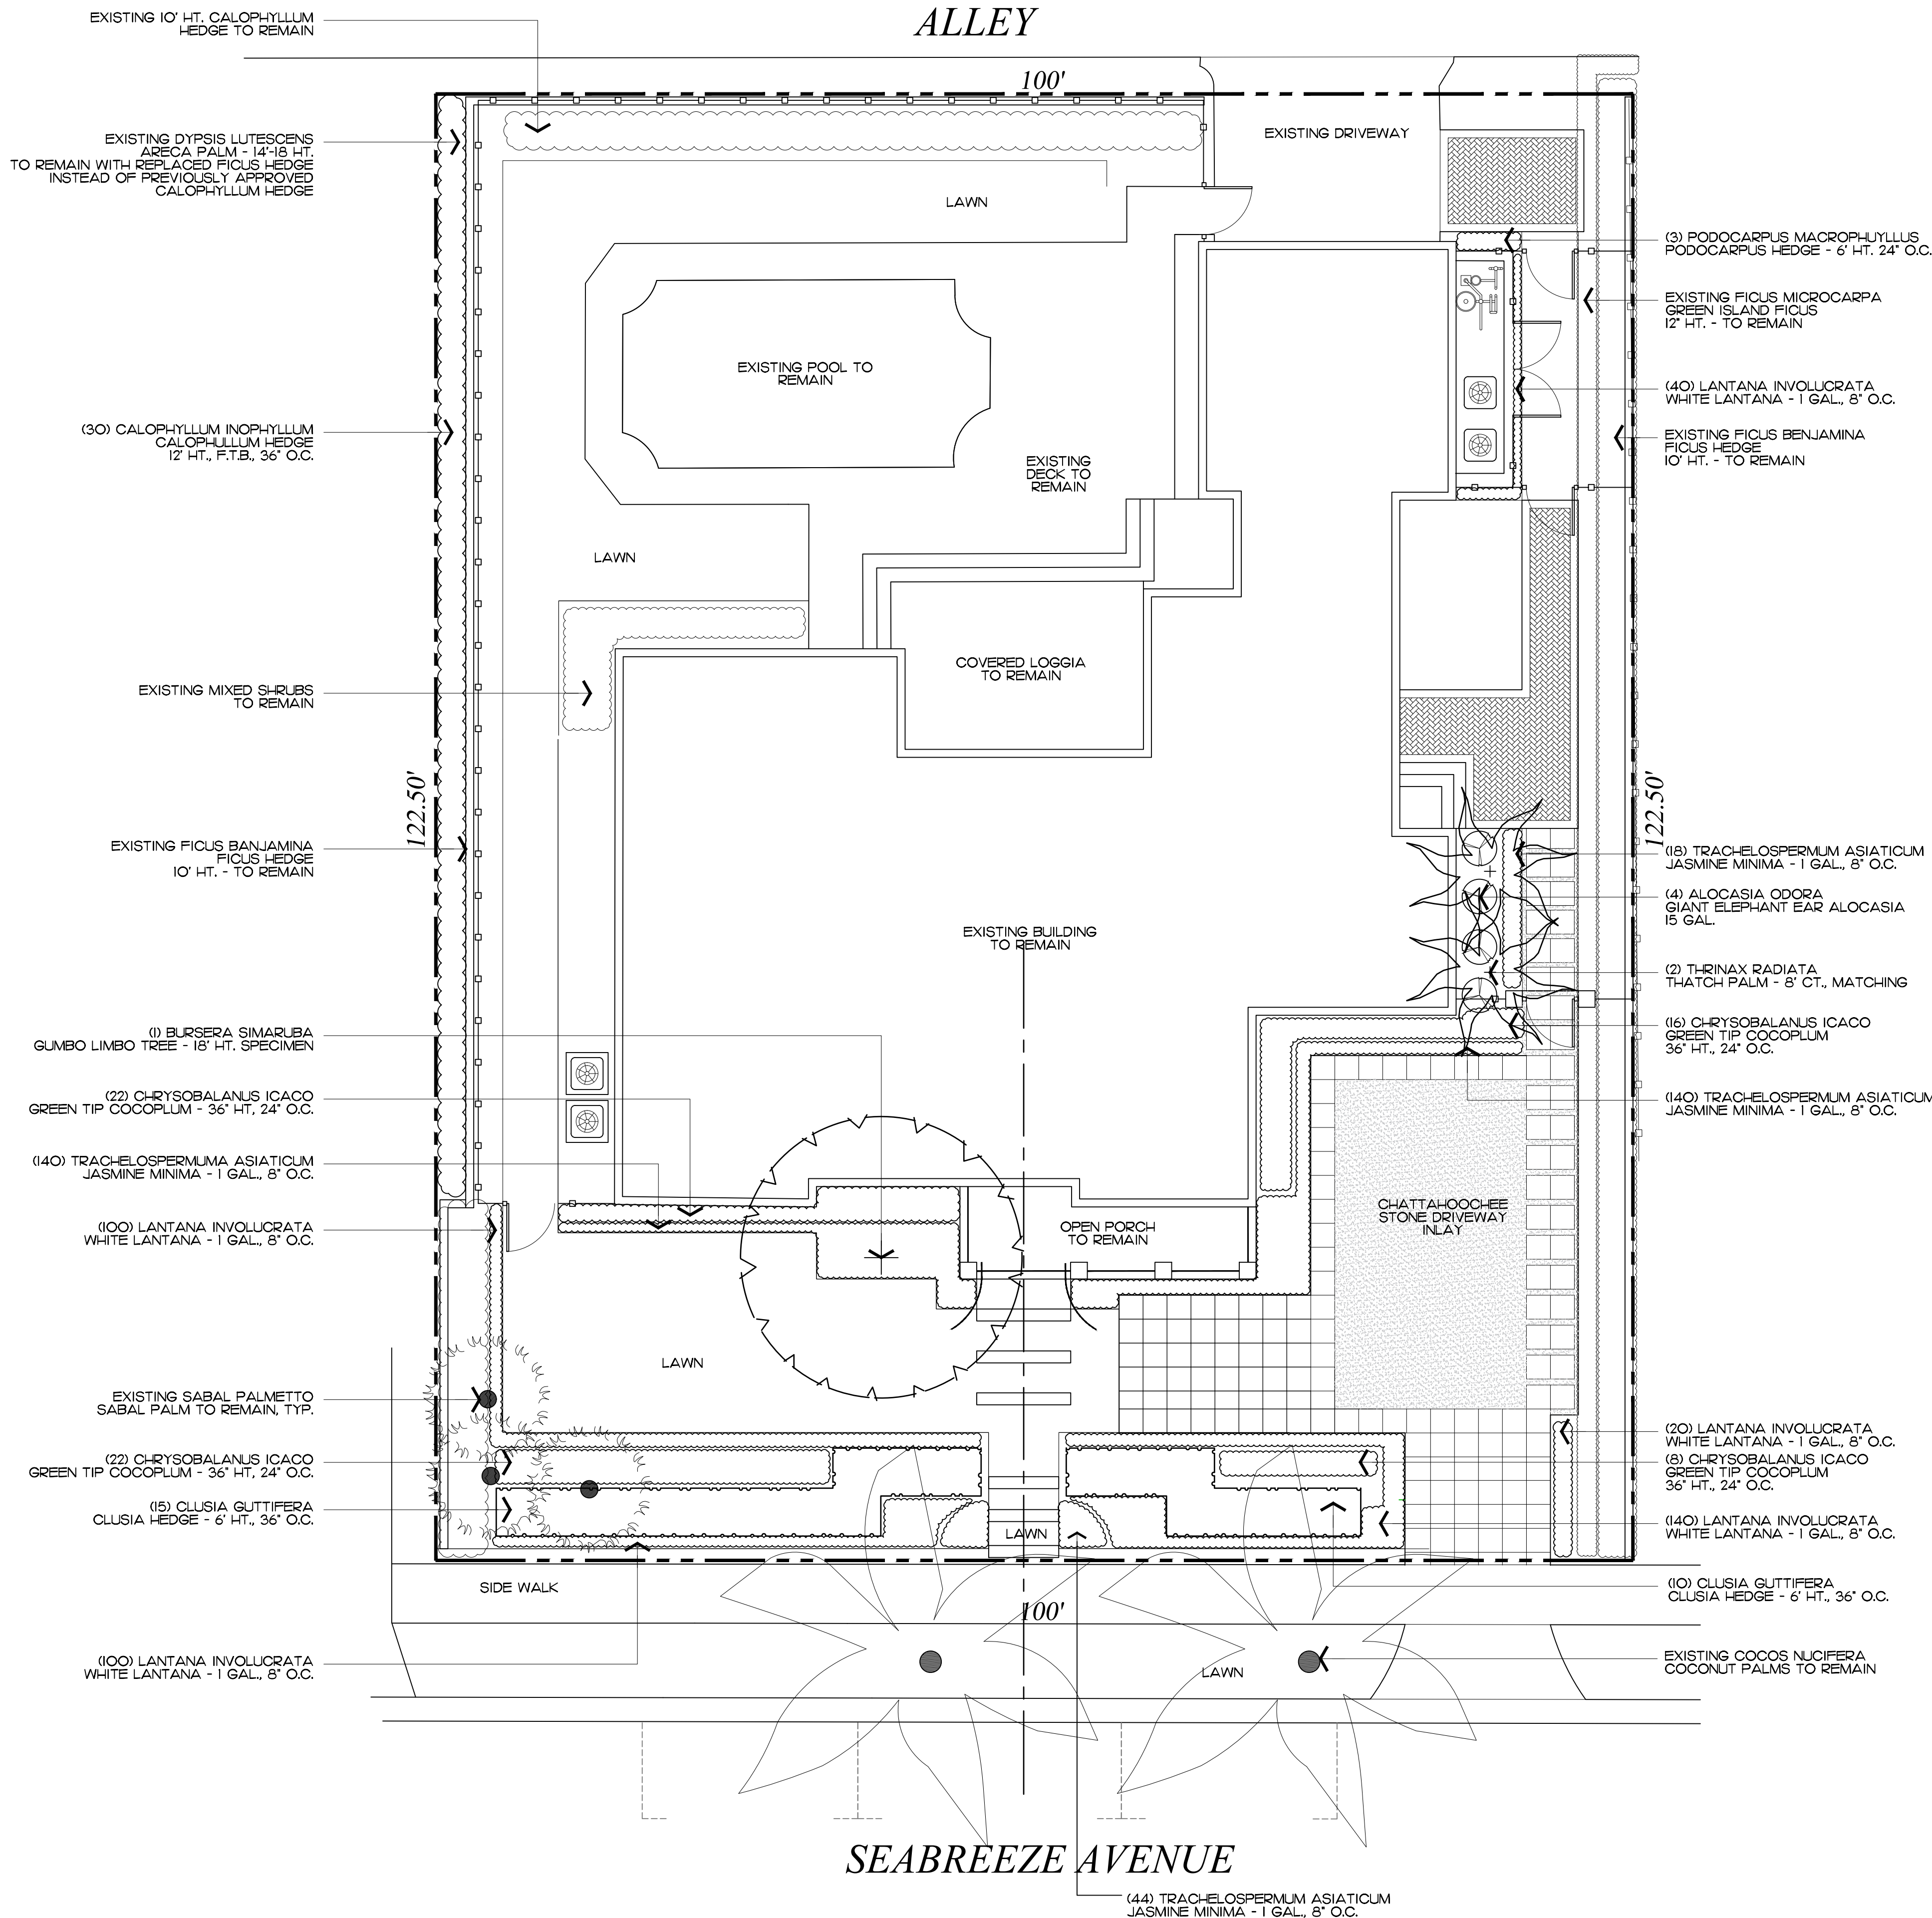 ALLEY
EXISTING 10' HT. CALOPHYLLUM
HEDGE TO REMAIN
100'
EXISTING DRIVEWAY
EXISTING DYPSIS LUTESCENS
ARECA PALM - 14'-18 HT.
TO REMAIN WITH REPLACED FICUS HEDGE
INSTEAD OF PREVIOUSLY APPROVED
CALOPHYLLUM HEDGE
LAWN
(3) PODOCARPUS MACROPHUYLLUS
PODOCARPUS HEDGE - 6' HT. 24" O.C.
EXISTING FICUS MICROCARPA
GREEN ISLAND FICUS
12" HT. - TO REMAIN
EXISTING POOL TO
REMAIN
(40) LANTANA INVOLUCRATA
WHITE LANTANA - 1 GAL., 8" O.C.
(30) CALOPHYLLUM INOPHYLLUM
CALOPHULLUM HEDGE
12' HT., F.T.B., 36" O.C.
EXISTING FICUS BENJAMINA
FICUS HEDGE
10' HT. - TO REMAIN
EXISTING
DECK TO
REMAIN
LAWN
COVERED LOGGIA
TO REMAIN
EXISTING MIXED SHRUBS
TO REMAIN
122.50'
122.50'
EXISTING FICUS BANJAMINA
FICUS HEDGE
10' HT. - TO REMAIN
(18) TRACHELOSPERMUM ASIATICUM
JASMINE MINIMA - 1 GAL., 8" O.C.
(4) ALOCASIA ODORA
GIANT ELEPHANT EAR ALOCASIA
15 GAL.
EXISTING BUILDING
TO REMAIN
(2) THRINAX RADIATA
THATCH PALM - 8' CT., MATCHING
(1) BURSERA SIMARUBA
GUMBO LIMBO TREE - 18' HT. SPECIMEN
(16) CHRYSOBALANUS ICACO
GREEN TIP COCOPLUM
36" HT., 24" O.C.
(22) CHRYSOBALANUS ICACO
GREEN TIP COCOPLUM - 36" HT, 24" O.C.
(140) TRACHELOSPERMUM ASIATICUM
JASMINE MINIMA - 1 GAL., 8" O.C.
(140) TRACHELOSPERMUMA ASIATICUM
JASMINE MINIMA - 1 GAL., 8" O.C.
CHATTAHOOCHEE
STONE DRIVEWAY
INLAY
(100) LANTANA INVOLUCRATA
WHITE LANTANA - 1 GAL., 8" O.C.
OPEN PORCH
TO REMAIN
LAWN
EXISTING SABAL PALMETTO
SABAL PALM TO REMAIN, TYP.
(20) LANTANA INVOLUCRATA
WHITE LANTANA - 1 GAL., 8" O.C.
(22) CHRYSOBALANUS ICACO
GREEN TIP COCOPLUM - 36" HT, 24" O.C.
(8) CHRYSOBALANUS ICACO
GREEN TIP COCOPLUM
36" HT., 24" O.C.
(15) CLUSIA GUTTIFERA
CLUSIA HEDGE - 6' HT., 36" O.C.
(140) LANTANA INVOLUCRATA
WHITE LANTANA - 1 GAL., 8" O.C.
LAWN
SIDE WALK
(10) CLUSIA GUTTIFERA
CLUSIA HEDGE - 6' HT., 36" O.C.
100'
(100) LANTANA INVOLUCRATA
WHITE LANTANA - 1 GAL., 8" O.C.
LAWN
EXISTING COCOS NUCIFERA
COCONUT PALMS TO REMAIN
SEABREEZE AVENUE
(44) TRACHELOSPERMUM ASIATICUM
JASMINE MINIMA - 1 GAL., 8" O.C.